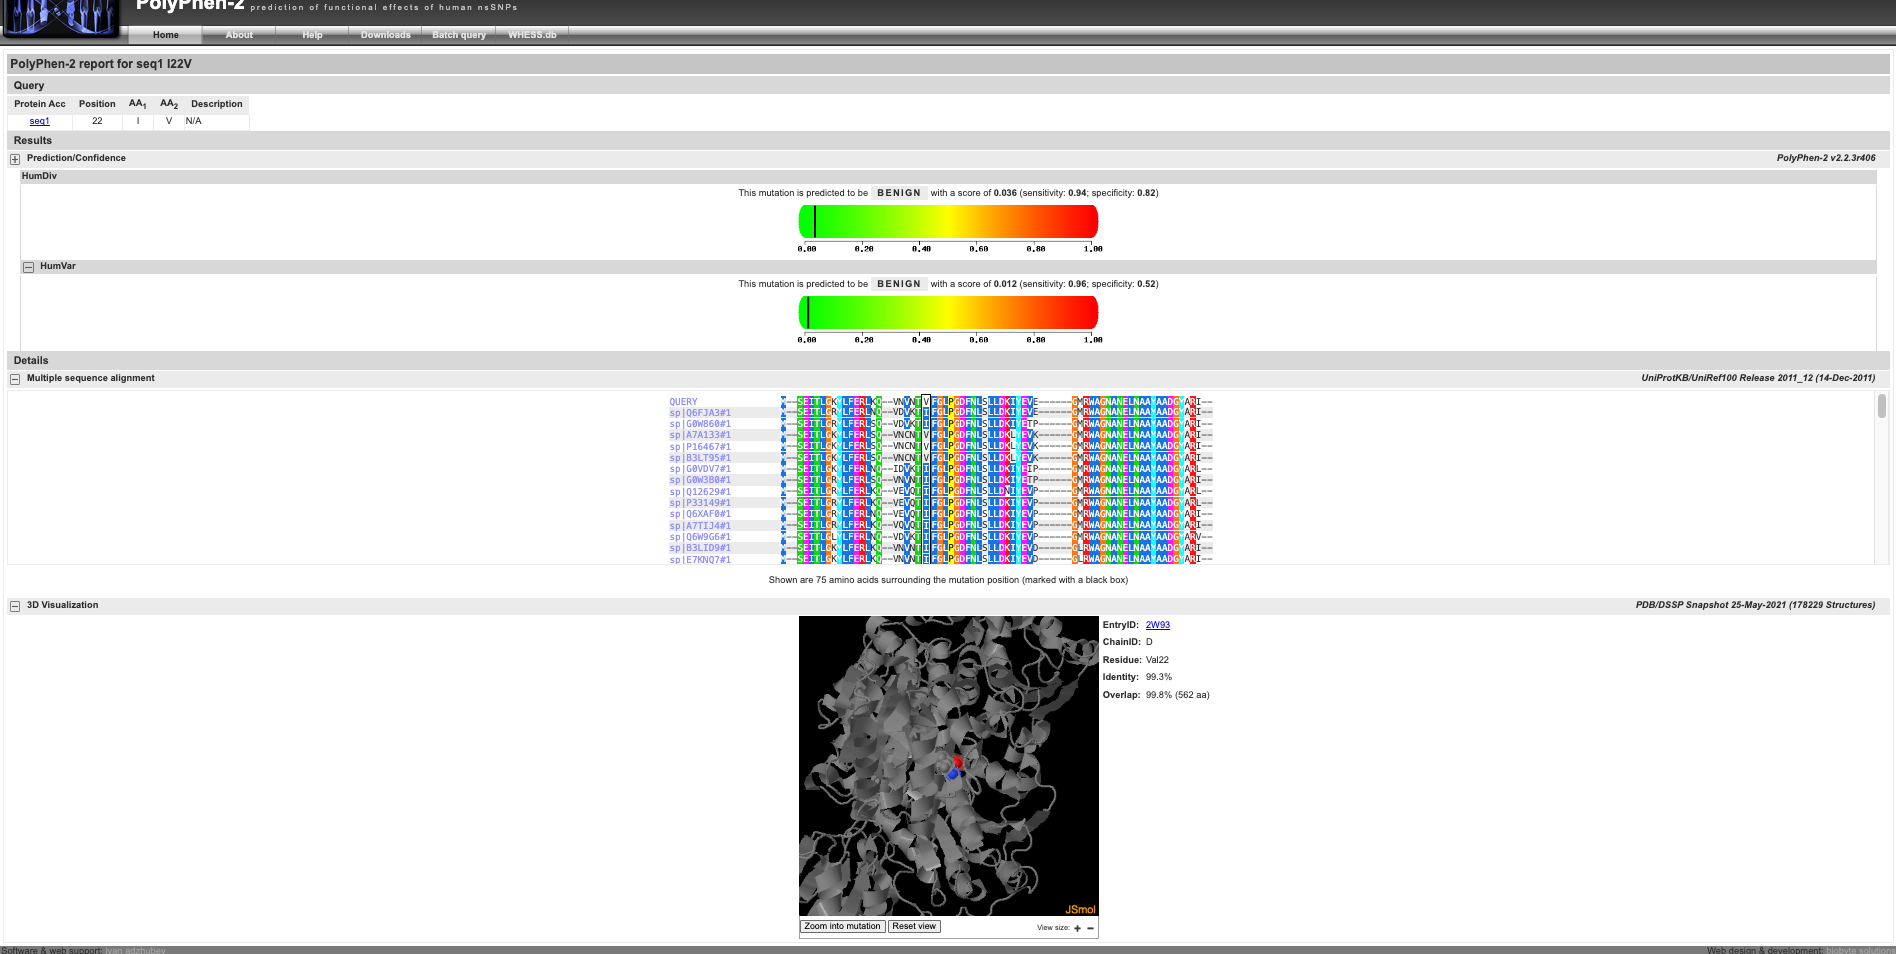 PolyPhen-2 prediction of functional effects of human nsSNPs
Home About Help Downloads Batch query WHESS.db
PolyPhen-2 report for seq1 I22V
Query
Protein Acc Position AA1 AA2 Description
seq1 22 I V N/A
Results
Prediction/Confidence PolyPhen-2 v2.2.3r406
HumDiv
This mutation is predicted to be BENIGN with a score of 0.036 (sensitivity: 0.94; specificity: 0.82)
0.00 0.20 0.40 0.60 0.80 1.00
HumVar
This mutation is predicted to be BENIGN with a score of 0.012 (sensitivity: 0.96; specificity: 0.52)
0.00 0.20 0.40 0.60 0.80 1.00
Details
Multiple sequence alignment UniProtKB/UniRef100 Release 2011_12 (14-Dec-2011)
QUERY
sp|Q6FJA3#1
sp|G0W860#1
sp|A7A133#1
sp|P16467#1
sp|B3LT95#1
sp|G0VDV7#1
sp|G0W3B0#1
sp|Q12629#1
sp|P33149#1
sp|Q6XAF0#1
sp|A7TIJ4#1
sp|Q6W9G6#1
sp|B3LID9#1
sp|E7KNQ7#1
Shown are 75 amino acids surrounding the mutation position (marked with a black box)
3D Visualization PDB/DSSP Snapshot 25-May-2021 (178229 Structures)
EntryID: 2W93
ChainID: D
Residue: Val22
Identity: 99.3%
Overlap: 99.8% (562 aa)
JSmol
Zoom into mutation Reset view View size: + −
Software & web support: ivan adzhubey Web design & development: biobyte solutions